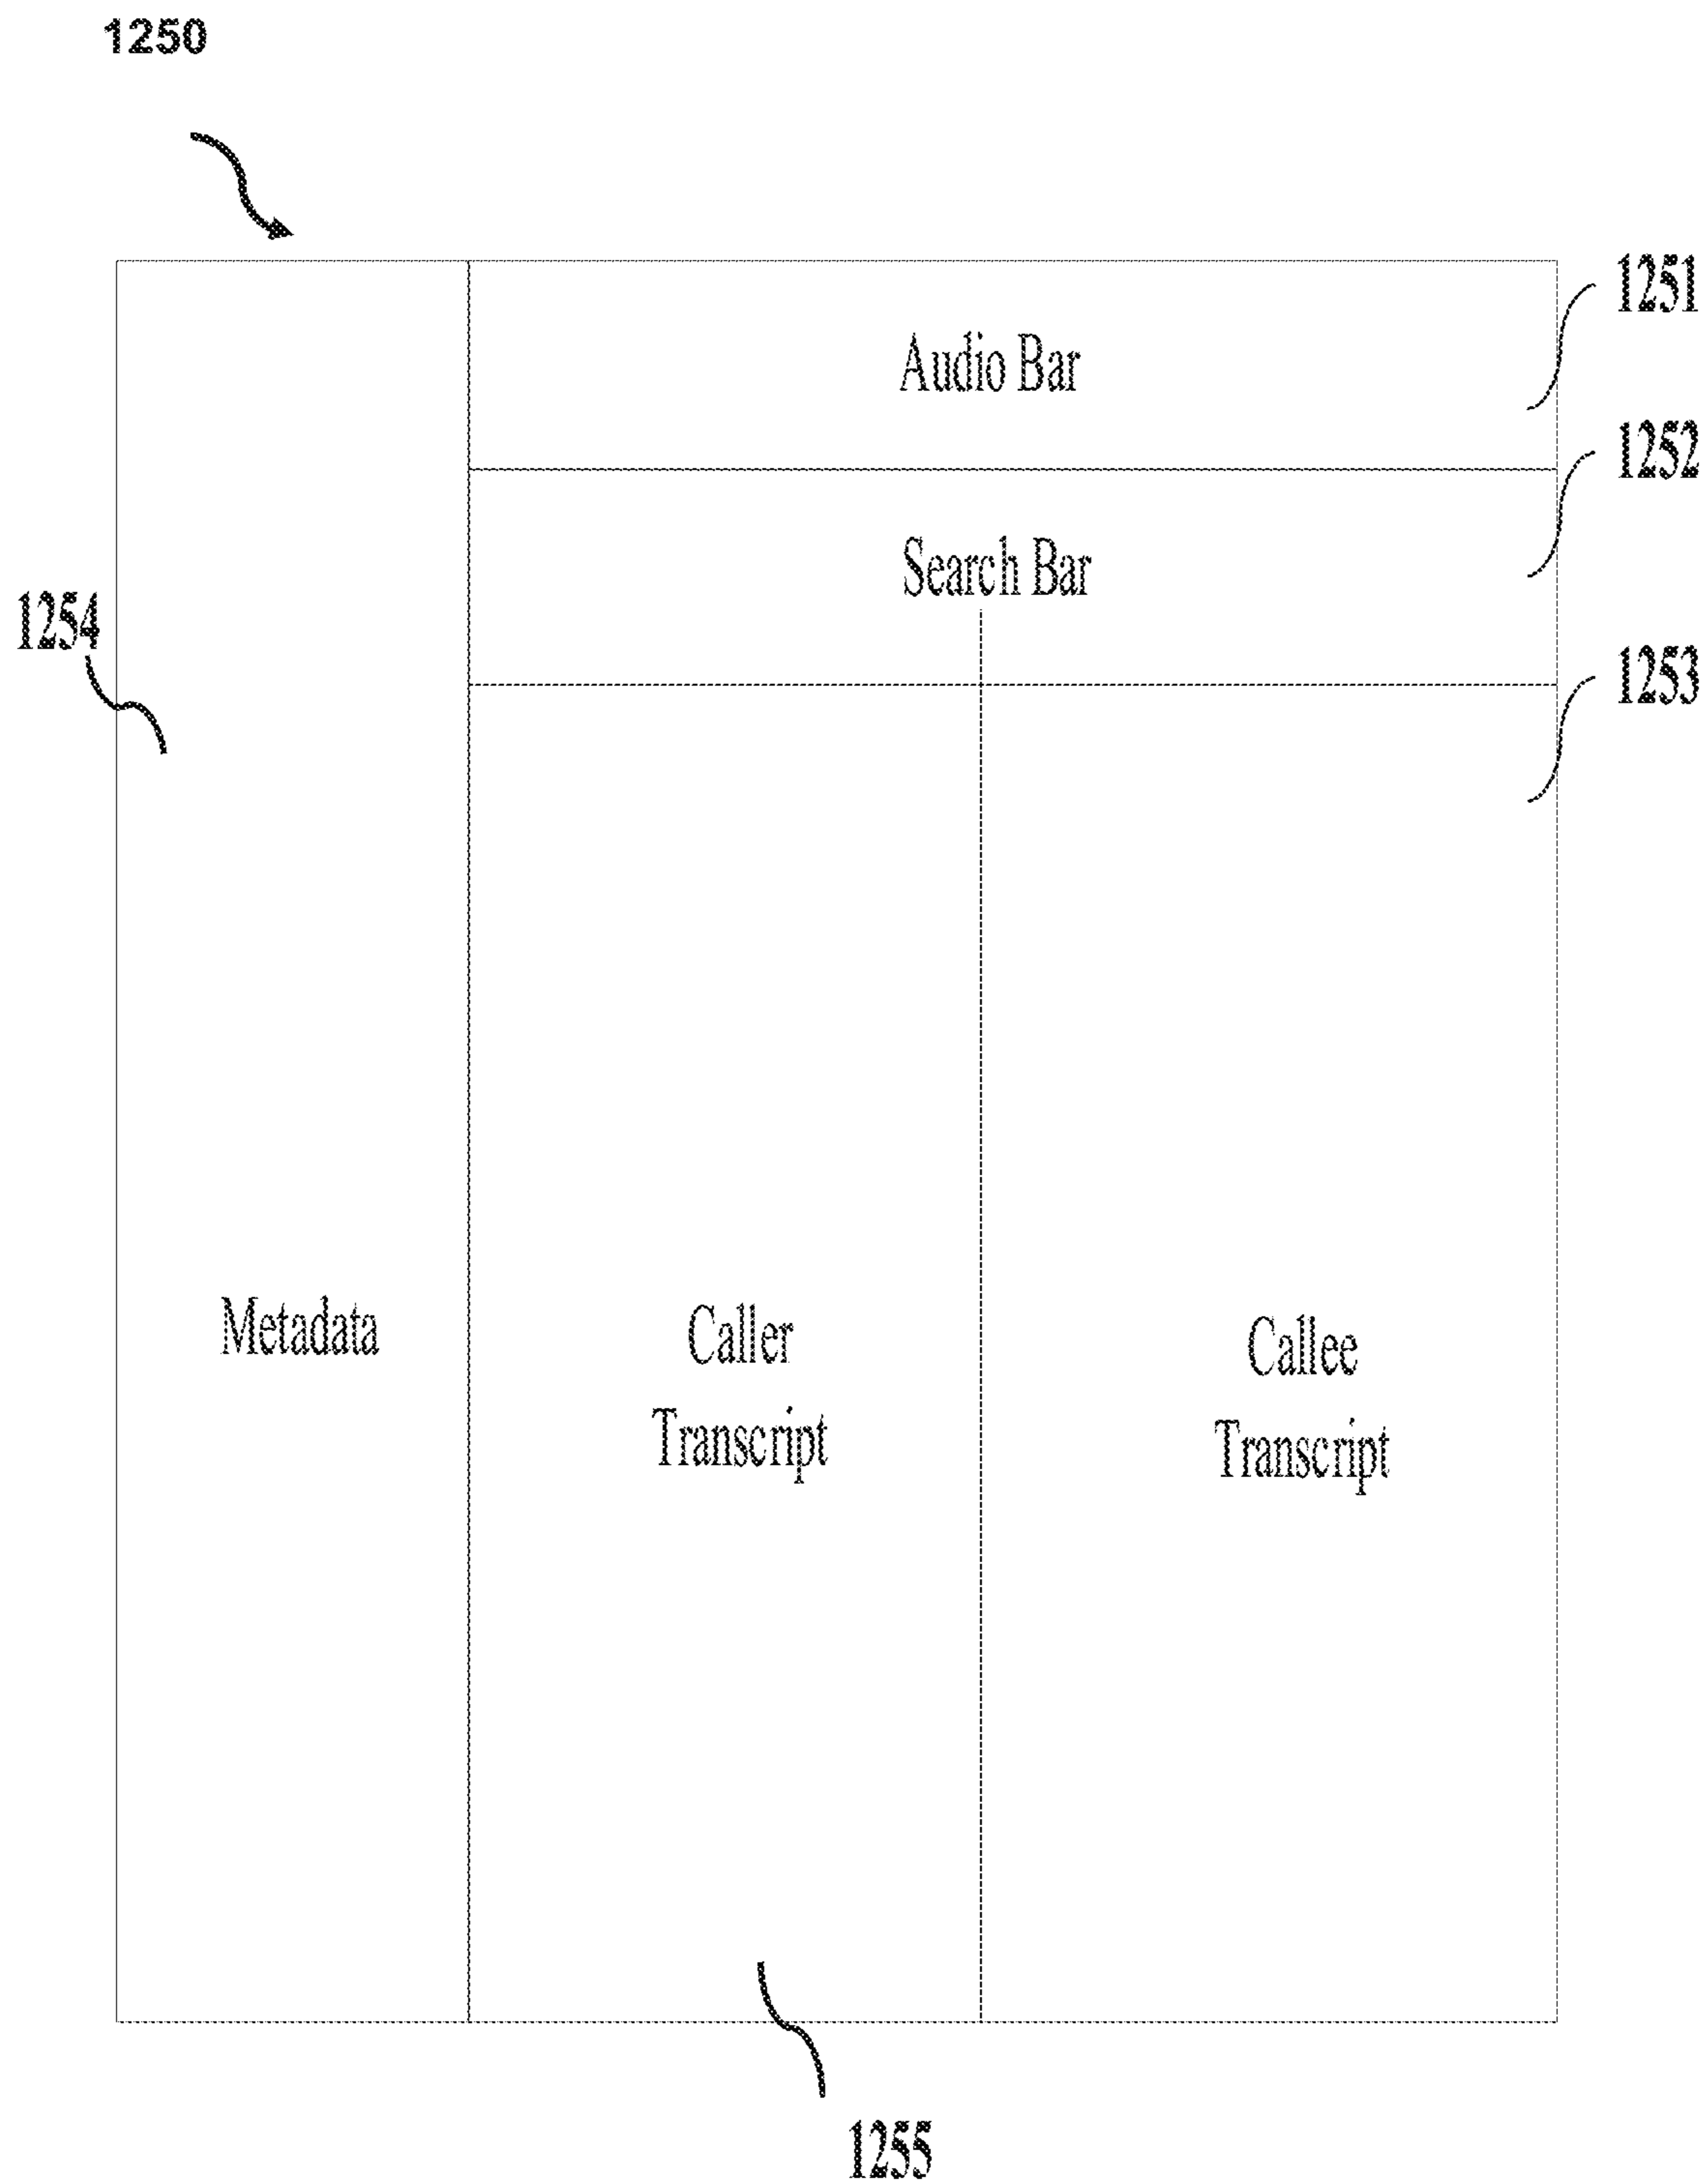 1250
1251
Audio Bar
1252
Search Bar
1254
1253
Metadata
Caller
Transcript
Callee
Transcript
1255